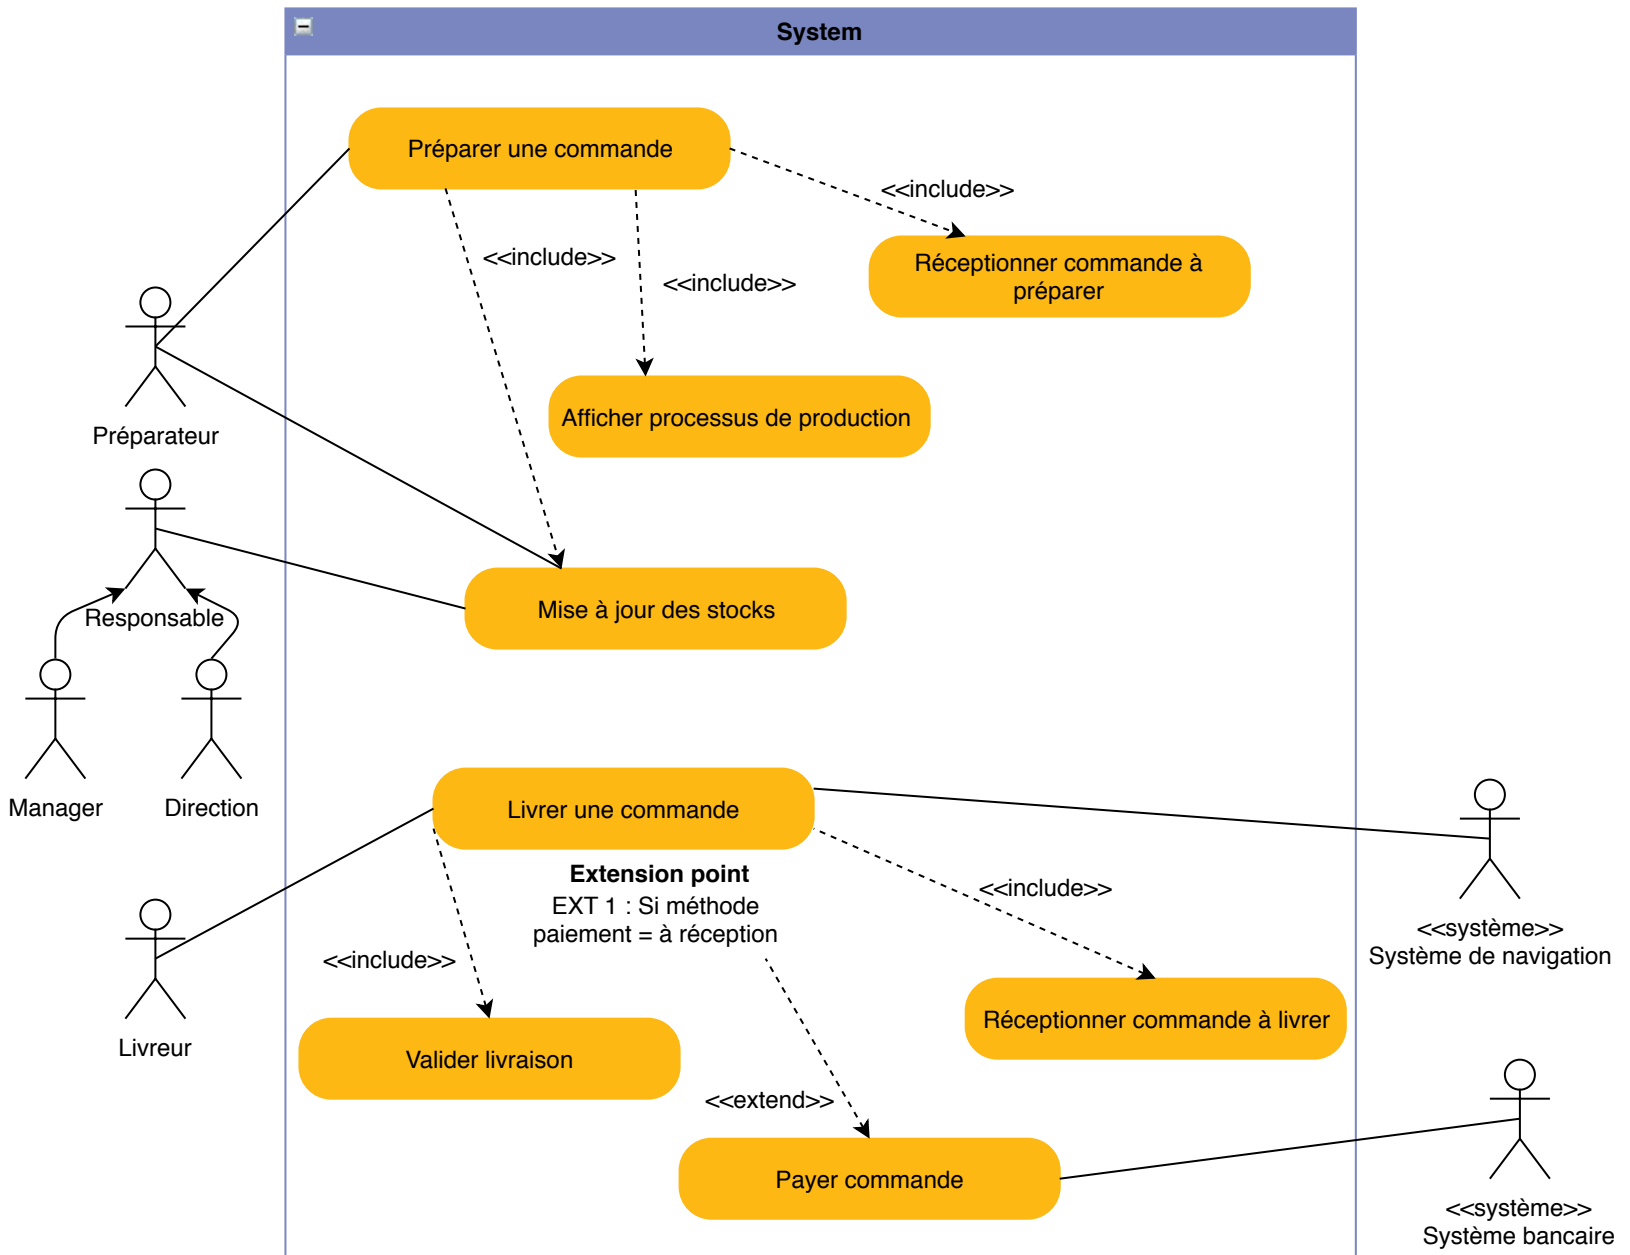 System
Préparer une commande
<<include>>
<<include>>
<<include>>
Réceptionner commande à
préparer
Afficher processus de production
Préparateur
Mise à jour des stocks
Responsable
Manager
Direction
Livrer une commande
Extension point
EXT 1 : Si méthode
paiement = à réception
<<include>>
<<include>>
<<système>>
Système de navigation
Livreur
Valider livraison
Réceptionner commande à livrer
<<extend>>
Payer commande
<<système>>
Système bancaire